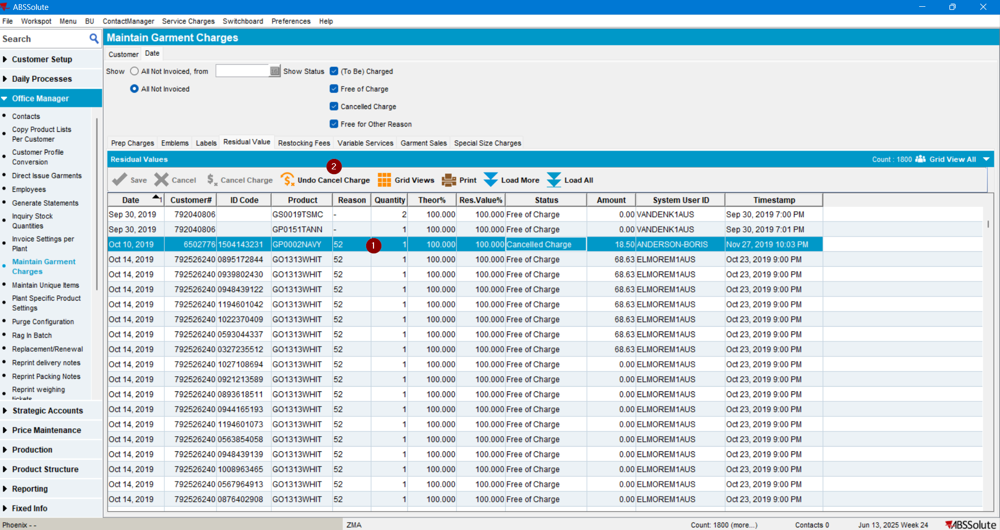 ABSSolute
File Workspot Menu BU ContactManager Service Charges Switchboard Preferences Help
Search
Maintain Garment Charges
Customer Date
Show All Not Invoiced, from 16 Show Status (To Be) Charged
All Not Invoiced Free of Charge
Cancelled Charge
Free for Other Reason
Customer Setup
Daily Processes
Office Manager
Contacts
Copy Product Lists
Per Customer
Customer Profile
Conversion
Direct Issue Garments
Employees
Generate Statements
Inquiry Stock
Quantities
Invoice Settings per
Plant
Maintain Garment
Charges
Maintain Unique Items
Plant Specific Product
Settings
Purge Configuration
Rag In Batch
Replacement/Renewal
Reprint delivery notes
Reprint Packing Notes
Reprint weighing
tickets
Strategic Accounts
Price Maintenance
Production
Product Structure
Reporting
Fixed Info
Prep Charges Emblems Labels Residual Value Restocking Fees Variable Services Garment Sales Special Size Charges
Residual Values Count : 1800 Grid View All
2
Save Cancel Cancel Charge Undo Cancel Charge Grid Views Print Load More Load All
Date 1 Customer# ID Code Product Reason Quantity Theor% Res.Value% Status Amount System User ID Timestamp
Sep 30, 2019 792040806 GS0019TSMC - 2 100.000 100.000 Free of Charge 0.00 VANDENK1AUS Sep 30, 2019 7:00 PM
Sep 30, 2019 792040806 GP0151TANN - 1 100.000 100.000 Free of Charge 0.00 VANDENK1AUS Sep 30, 2019 7:01 PM
Oct 10, 2019 6502776 1504143231 GP0002NAVY 52 1 1 100.000 100.000 Cancelled Charge 18.50 ANDERSON-BORIS Nov 27, 2019 10:03 PM
Oct 14, 2019 792526240 0895172844 GO1313WHIT 52 1 100.000 100.000 Free of Charge 68.63 ELMOREM1AUS Oct 23, 2019 9:00 PM
Oct 14, 2019 792526240 0939802430 GO1313WHIT 52 1 100.000 100.000 Free of Charge 68.63 ELMOREM1AUS Oct 23, 2019 9:00 PM
Oct 14, 2019 792526240 0948439122 GO1313WHIT 52 1 100.000 100.000 Free of Charge 68.63 ELMOREM1AUS Oct 23, 2019 9:00 PM
Oct 14, 2019 792526240 1194601042 GO1313WHIT 52 1 100.000 100.000 Free of Charge 68.63 ELMOREM1AUS Oct 23, 2019 9:00 PM
Oct 14, 2019 792526240 1022370409 GO1313WHIT 52 1 100.000 100.000 Free of Charge 68.63 ELMOREM1AUS Oct 23, 2019 9:00 PM
Oct 14, 2019 792526240 0593044337 GO1313WHIT 52 1 100.000 100.000 Free of Charge 68.63 ELMOREM1AUS Oct 23, 2019 9:00 PM
Oct 14, 2019 792526240 0327235512 GO1313WHIT 52 1 100.000 100.000 Free of Charge 68.63 ELMOREM1AUS Oct 23, 2019 9:00 PM
Oct 14, 2019 792526240 1027108694 GO1313WHIT 52 1 100.000 100.000 Free of Charge 0.00 ELMOREM1AUS Oct 23, 2019 9:00 PM
Oct 14, 2019 792526240 0921213589 GO1313WHIT 52 1 100.000 100.000 Free of Charge 0.00 ELMOREM1AUS Oct 23, 2019 9:00 PM
Oct 14, 2019 792526240 0893618511 GO1313WHIT 52 1 100.000 100.000 Free of Charge 0.00 ELMOREM1AUS Oct 23, 2019 9:00 PM
Oct 14, 2019 792526240 0944165193 GO1313WHIT 52 1 100.000 100.000 Free of Charge 0.00 ELMOREM1AUS Oct 23, 2019 9:00 PM
Oct 14, 2019 792526240 1194601073 GO1313WHIT 52 1 100.000 100.000 Free of Charge 0.00 ELMOREM1AUS Oct 23, 2019 9:00 PM
Oct 14, 2019 792526240 0563854058 GO1313WHIT 52 1 100.000 100.000 Free of Charge 0.00 ELMOREM1AUS Oct 23, 2019 9:00 PM
Oct 14, 2019 792526240 0948439139 GO1313WHIT 52 1 100.000 100.000 Free of Charge 0.00 ELMOREM1AUS Oct 23, 2019 9:00 PM
Oct 14, 2019 792526240 1008963465 GO1313WHIT 52 1 100.000 100.000 Free of Charge 0.00 ELMOREM1AUS Oct 23, 2019 9:00 PM
Oct 14, 2019 792526240 0567964913 GO1313WHIT 52 1 100.000 100.000 Free of Charge 0.00 ELMOREM1AUS Oct 23, 2019 9:00 PM
Oct 14, 2019 792526240 0876402908 GO1313WHIT 52 1 100.000 100.000 Free of Charge 0.00 ELMOREM1AUS Oct 23, 2019 9:00 PM
Phoenix - - ZMA Count: 1800 (more...) Contacts 0 Jun 13, 2025 Week 24 ABSSolute